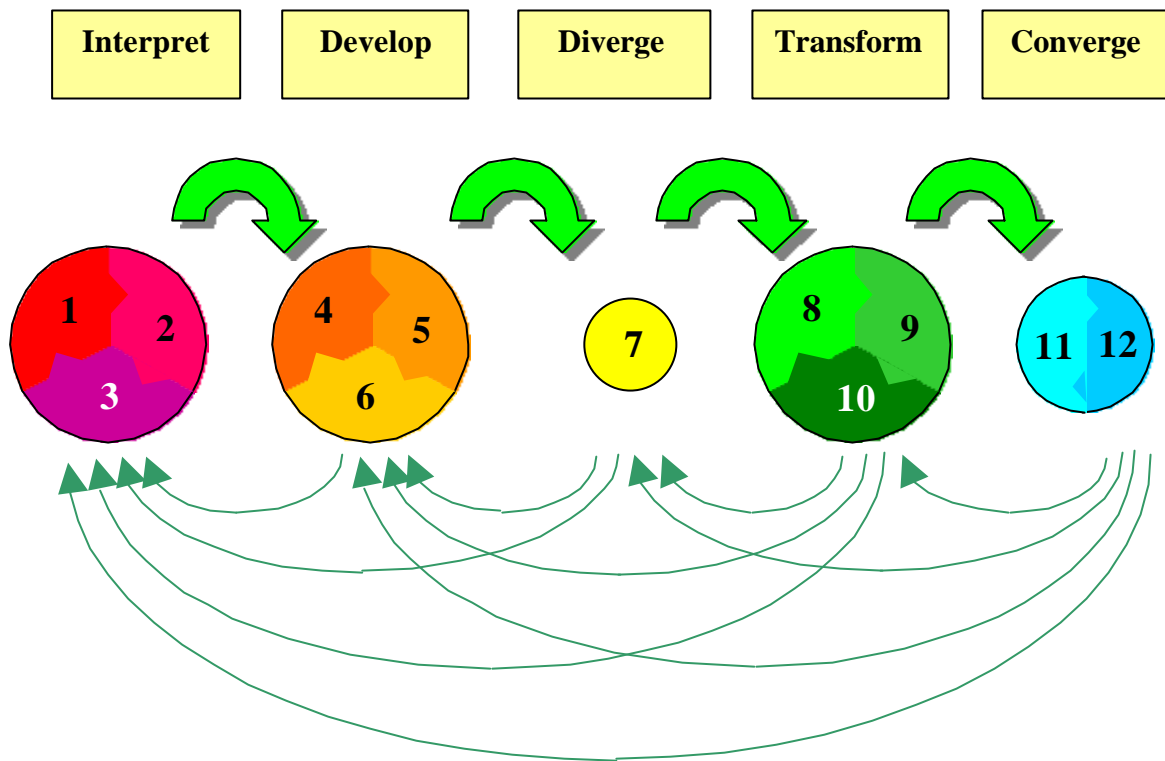 Interpret
Develop
Diverge
Transform
Converge
1
2
3
4
5
6
7
8
9
10
11
12